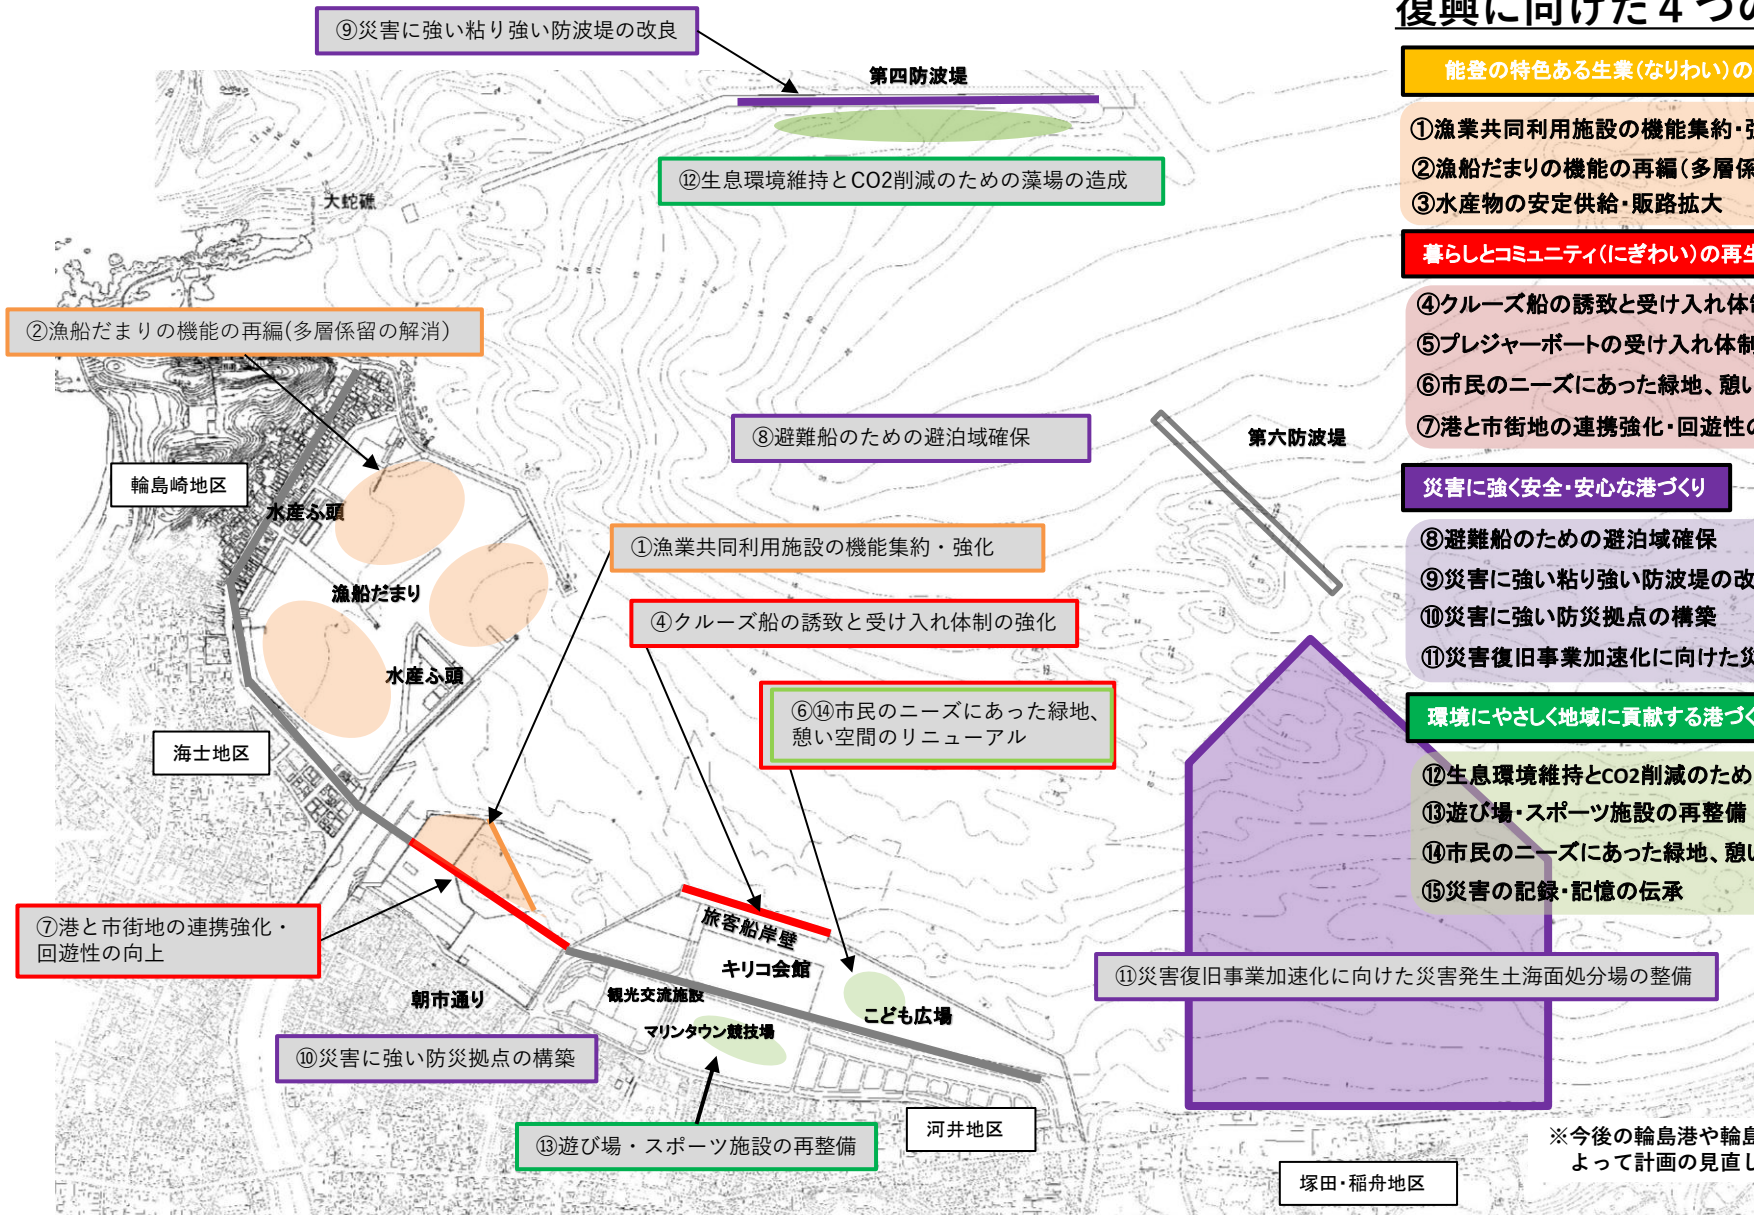 復興に向けた４つの
⑨災害に強い粘り強い防波堤の改良
第四防波堤
⑫生息環境維持とCO2削減のための藻場の造成
大蛇礁
②漁船だまりの機能の再編(多層係留の解消)
⑧避難船のための避泊域確保
第六防波堤
輪島崎地区
水産ふ頭
①漁業共同利用施設の機能集約・強化
漁船だまり
④クルーズ船の誘致と受け入れ体制の強化
水産ふ頭
⑥⑭市民のニーズにあった緑地、
憩い空間のリニューアル
海士地区
⑦港と市街地の連携強化・
回遊性の向上
旅客船岸壁
キリコ会館
朝市通り
観光交流施設
こども広場
マリンタウン競技場
⑪災害復旧事業加速化に向けた災害発生土海面処分場の整備
⑩災害に強い防災拠点の構築
河井地区
⑬遊び場・スポーツ施設の再整備
塚田・稲舟地区
能登の特色ある生業(なりわい)の
①漁業共同利用施設の機能集約・強
②漁船だまりの機能の再編(多層係
③水産物の安定供給・販路拡大
暮らしとコミュニティ(にぎわい)の再生
④クルーズ船の誘致と受け入れ体制
⑤プレジャーボートの受け入れ体制
⑥市民のニーズにあった緑地、憩い
⑦港と市街地の連携強化・回遊性の
災害に強く安全・安心な港づくり
⑧避難船のための避泊域確保
⑨災害に強い粘り強い防波堤の改
⑩災害に強い防災拠点の構築
⑪災害復旧事業加速化に向けた災
環境にやさしく地域に貢献する港づく
⑫生息環境維持とCO2削減のため
⑬遊び場・スポーツ施設の再整備
⑭市民のニーズにあった緑地、憩い
⑮災害の記録・記憶の伝承
※今後の輪島港や輪島
よって計画の見直し